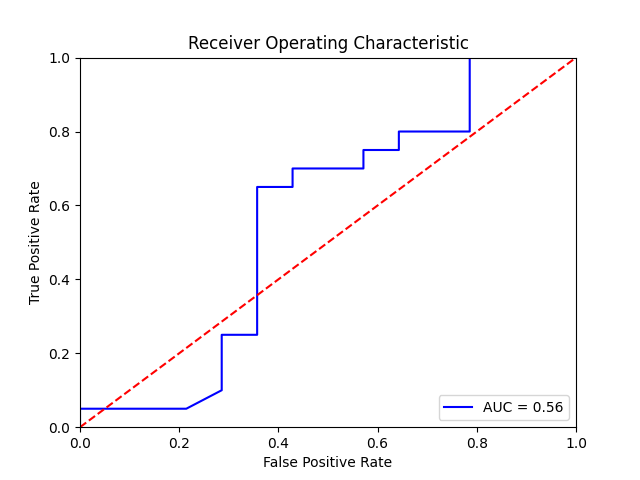 Receiver Operating Characteristic
True Positive Rate
1.0
0.8
0.6
0.4
0.2
0.0
AUC = 0.56
0.0 0.2 0.4 0.6 0.8 1.0
False Positive Rate